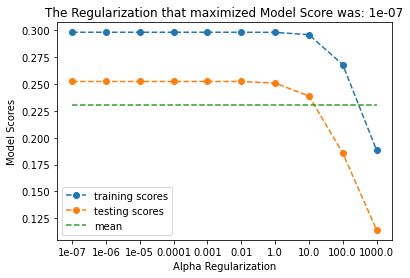 The Regularization that maximized Model Score was: 1e-07
0.300
0.275
0.250
0.225
0.200
0.175
0.150
0.125
Model Scores
training scores
testing scores
mean
1e-07 1e-06 1e-05 0.0001 0.001 0.01 1.0 10.0 100.0 1000.0
Alpha Regularization